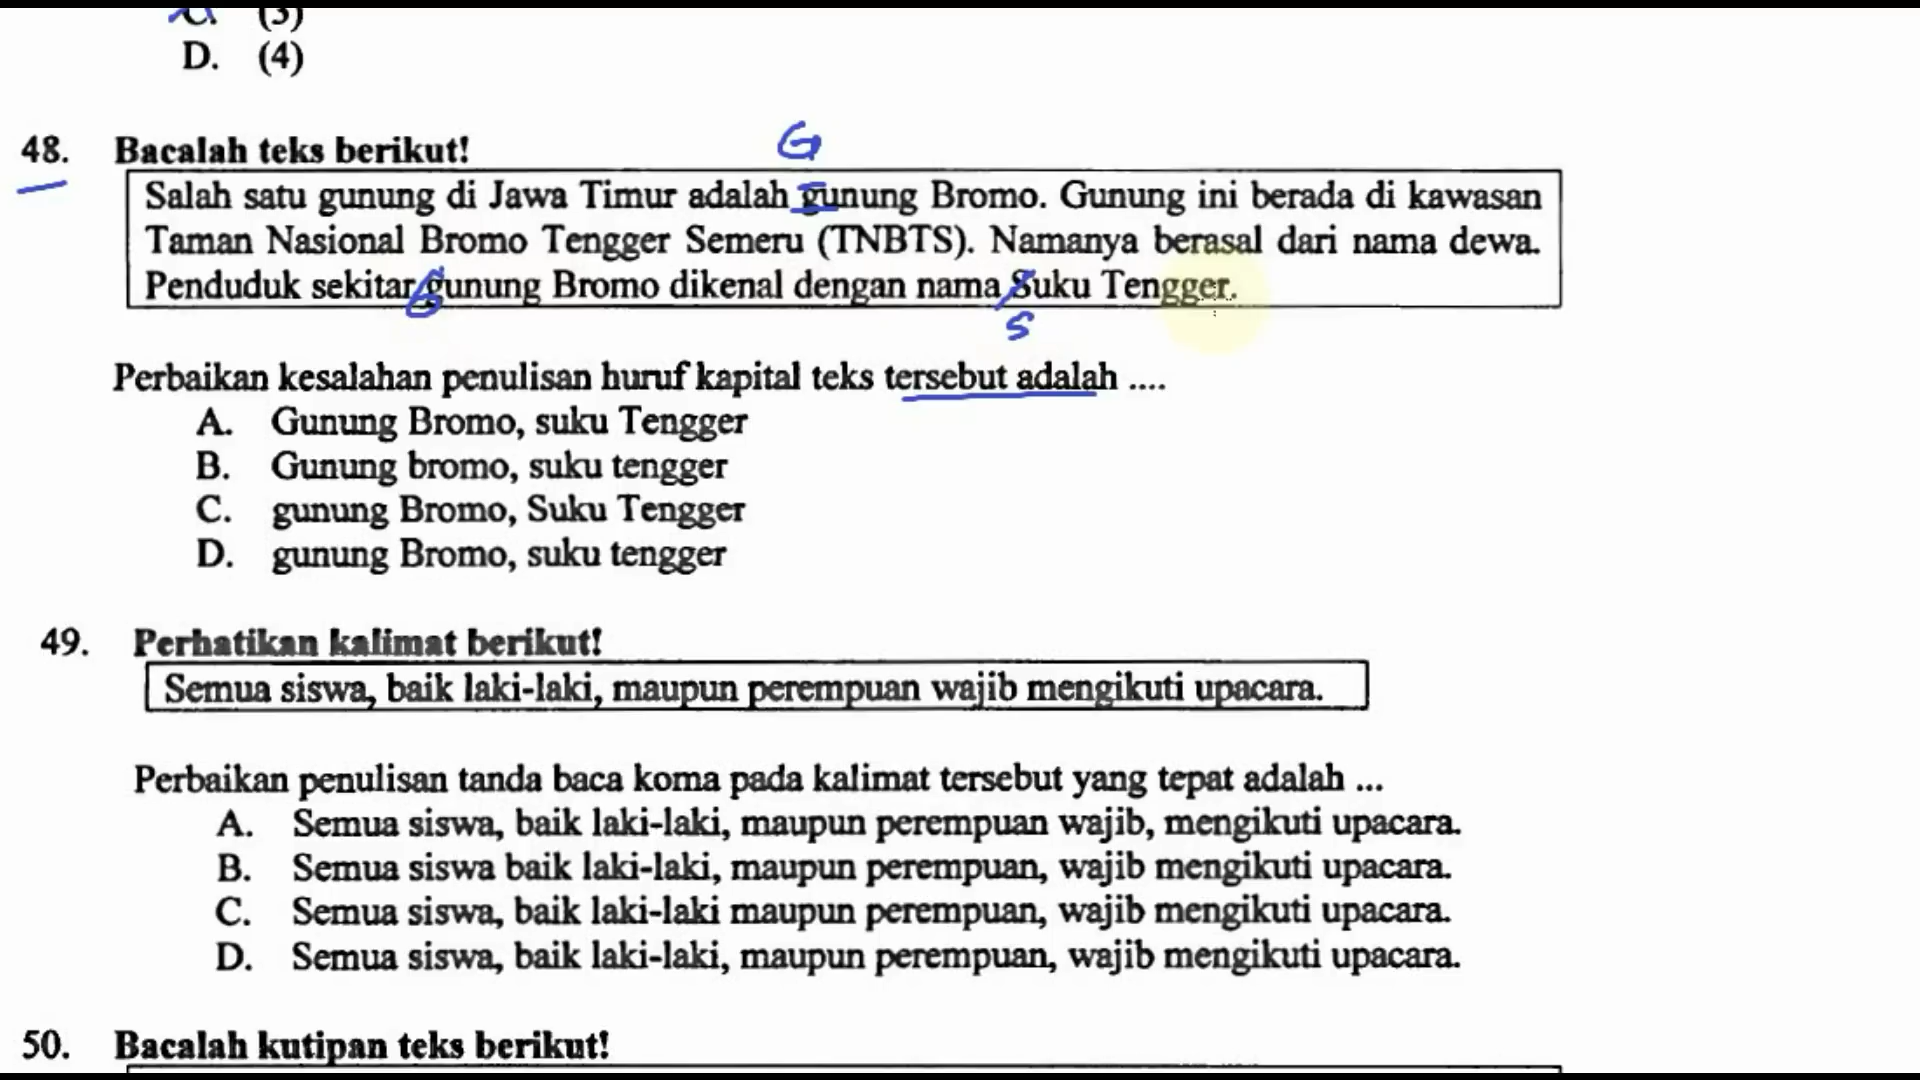 C. (3)
D. (4)
48. Bacalah teks berikut!
G
Salah satu gunung di Jawa Timur adalah gunung Bromo. Gunung ini berada di kawasan
Taman Nasional Bromo Tengger Semeru (TNBTS). Namanya berasal dari nama dewa.
Penduduk sekitar gunung Bromo dikenal dengan nama Suku Tengger.
G
s
Perbaikan kesalahan penulisan huruf kapital teks tersebut adalah ....
A. Gunung Bromo, suku Tengger
B. Gunung bromo, suku tengger
C. gunung Bromo, Suku Tengger
D. gunung Bromo, suku tengger
49. Perhatikan kalimat berikut!
Semua siswa, baik laki-laki, maupun perempuan wajib mengikuti upacara.
Perbaikan penulisan tanda baca koma pada kalimat tersebut yang tepat adalah ...
A. Semua siswa, baik laki-laki, maupun perempuan wajib, mengikuti upacara.
B. Semua siswa baik laki-laki, maupun perempuan, wajib mengikuti upacara.
C. Semua siswa, baik laki-laki maupun perempuan, wajib mengikuti upacara.
D. Semua siswa, baik laki-laki, maupun perempuan, wajib mengikuti upacara.
50. Bacalah kutipan teks berikut!